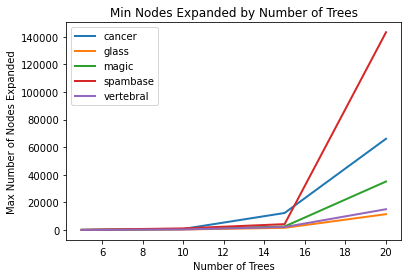 Min Nodes Expanded by Number of Trees
cancer
glass
magic
spambase
vertebral
Max Number of Nodes Expanded
140000
120000
100000
80000
60000
40000
20000
0
6 8 10 12 14 16 18 20
Number of Trees